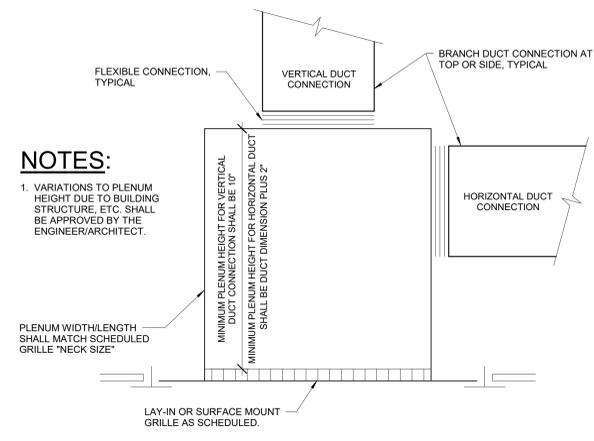 BRANCH DUCT CONNECTION AT
TOP OR SIDE, TYPICAL
FLEXIBLE CONNECTION,
TYPICAL
VERTICAL DUCT
CONNECTION
NOTES:
1. VARIATIONS TO PLENUM
HEIGHT DUE TO BUILDING
STRUCTURE, ETC. SHALL
BE APPROVED BY THE
ENGINEER/ARCHITECT.
MINIMUM PLENUM HEIGHT FOR VERTICAL
DUCT CONNECTION SHALL BE 10"
MINIMUM PLENUM HEIGHT FOR HORIZONTAL DUCT
SHALL BE DUCT DIMENSION PLUS 2"
HORIZONTAL DUCT
CONNECTION
PLENUM WIDTH/LENGTH
SHALL MATCH SCHEDULED
GRILLE "NECK SIZE"
LAY-IN OR SURFACE MOUNT
GRILLE AS SCHEDULED.